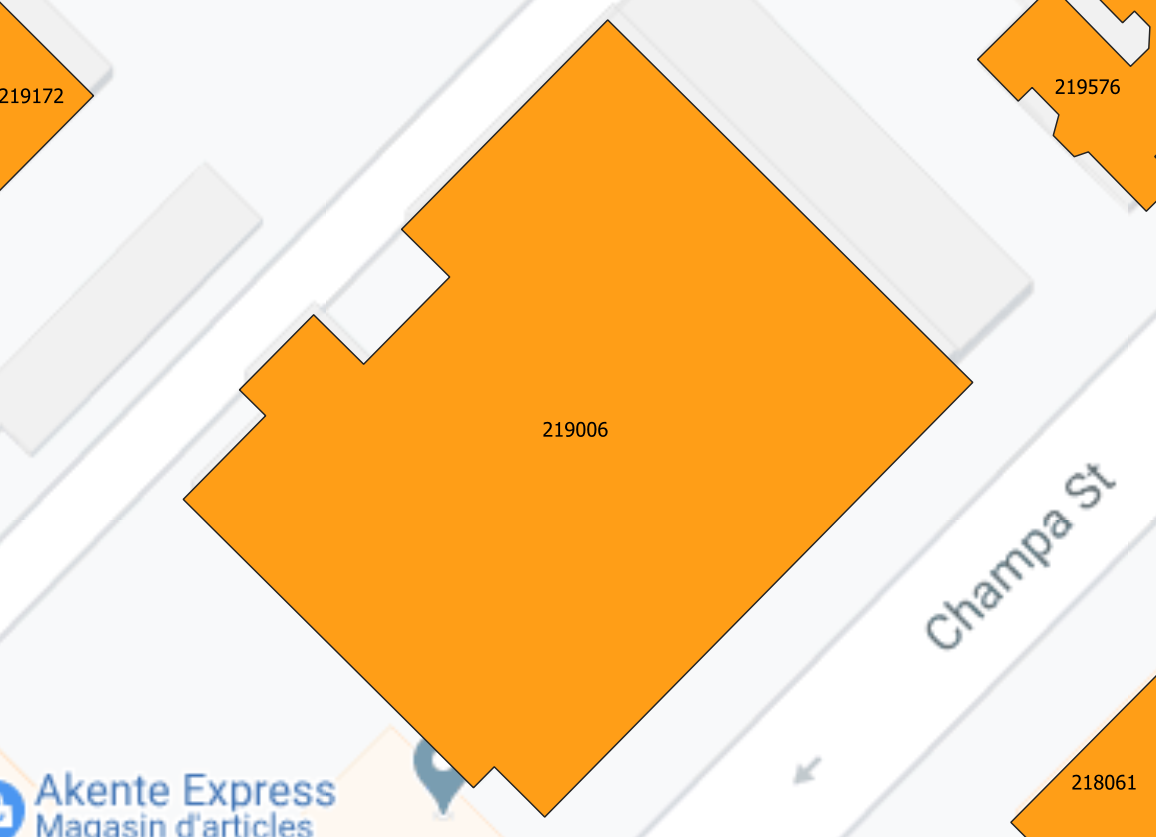 219172
219576
219006
Champa St
218061
Akente Express
Magasin d'articles